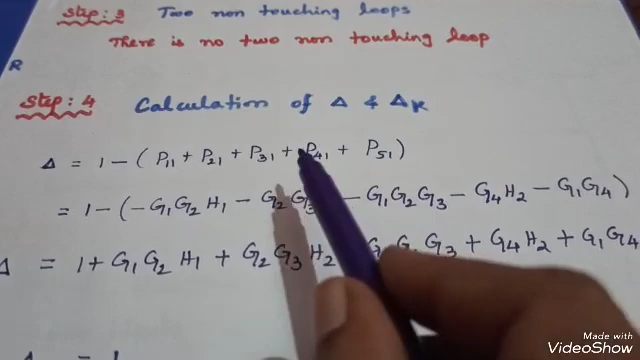 Step: 3 Two non touching loops
There is no two non touching loop
R
Step: 4 Calculation of Δ & ΔK
Δ = 1 - ( P11 + P21 + P31 + P41 + P51 )
= 1 - ( -G1G2H1 - G2G3 - G1G2G3 - G4H2 - G1G4 )
Δ = 1 + G1G2H1 + G2G3H2 G1G2G3 + G4H2 + G1G4
Made with
VideoShow